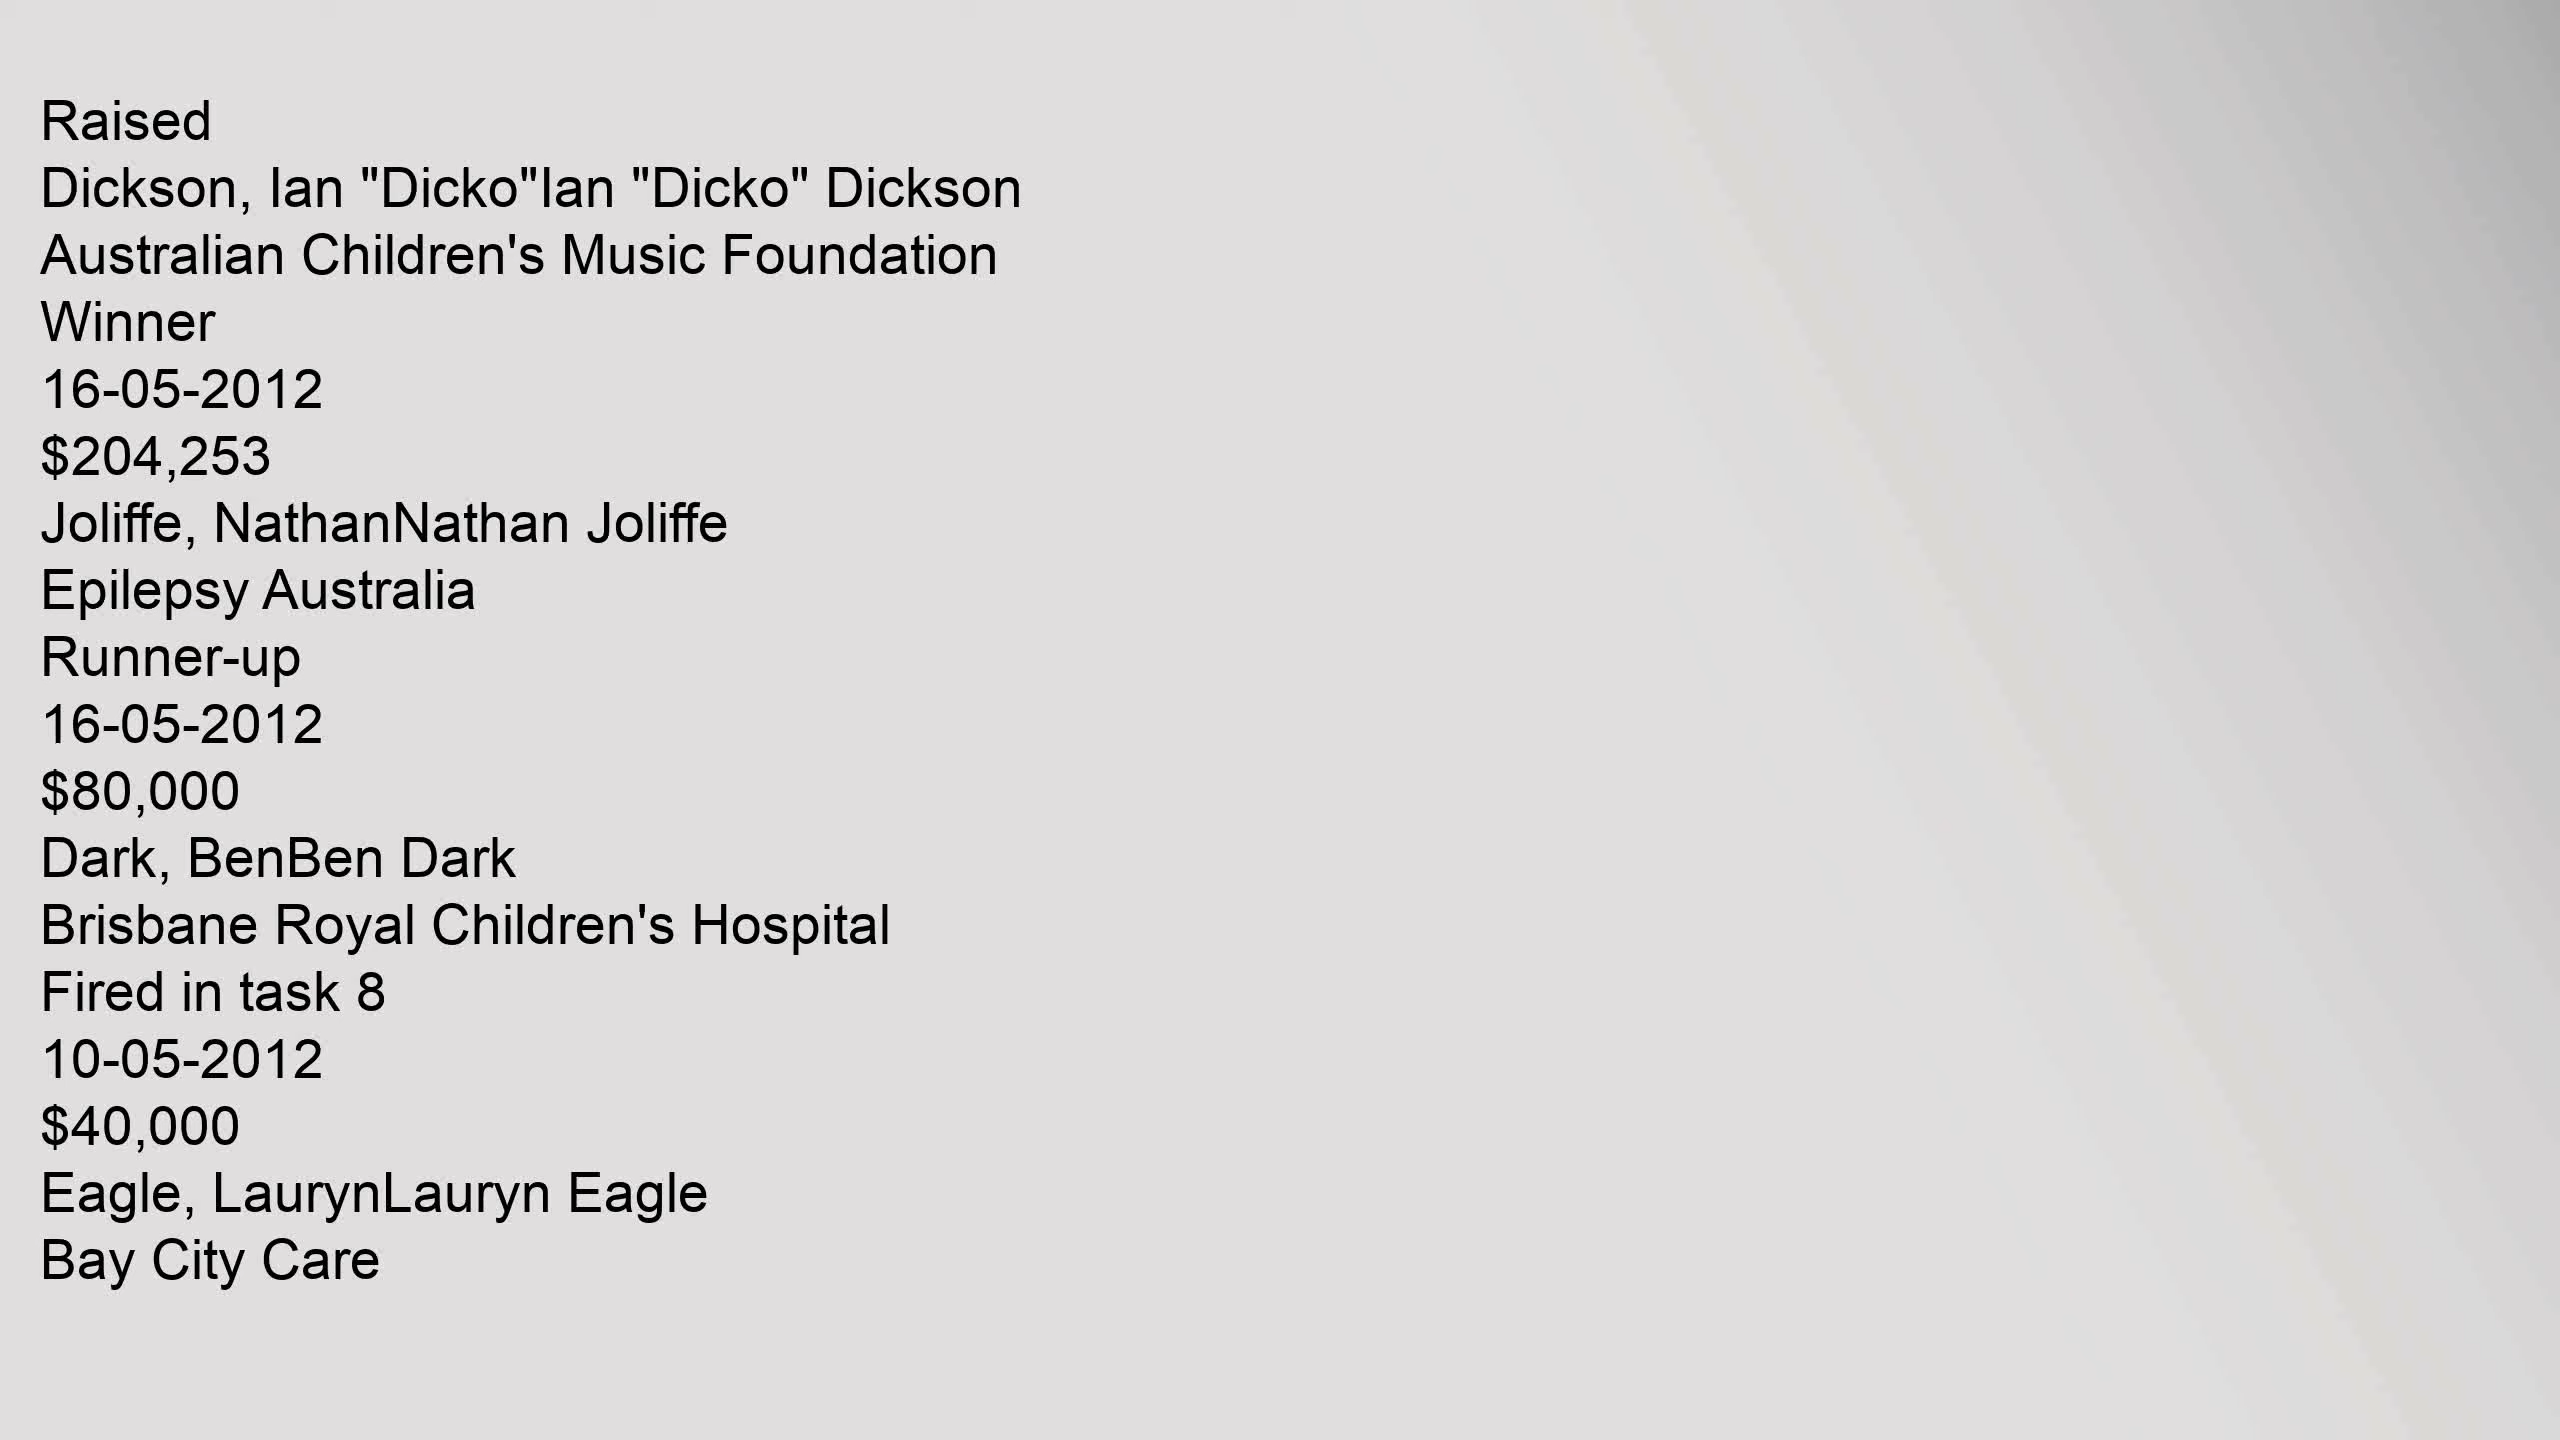 Raised
Dickson, Ian "Dicko"Ian "Dicko" Dickson
Australian Children's Music Foundation
Winner
16-05-2012
$204,253
Joliffe, NathanNathan Joliffe
Epilepsy Australia
Runner-up
16-05-2012
$80,000
Dark, BenBen Dark
Brisbane Royal Children's Hospital
Fired in task 8
10-05-2012
$40,000
Eagle, LaurynLauryn Eagle
Bay City Care